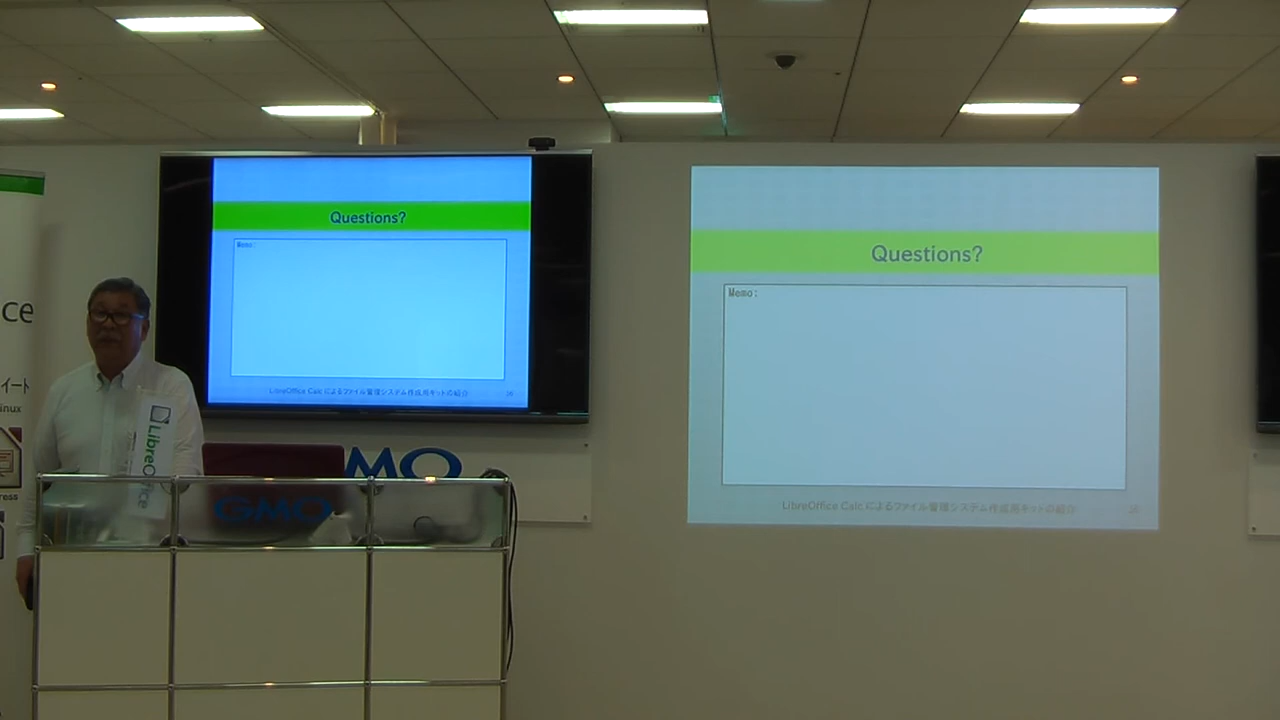 Questions?
Memo:
LibreOffice Calc によるファイル管理システム作成用キットの紹介
Questions?
Memo:
LibreOffice Calc によるファイル管理システム作成用キットの紹介
ce
イート
inux
ress
LibreOffice
GMO
MO